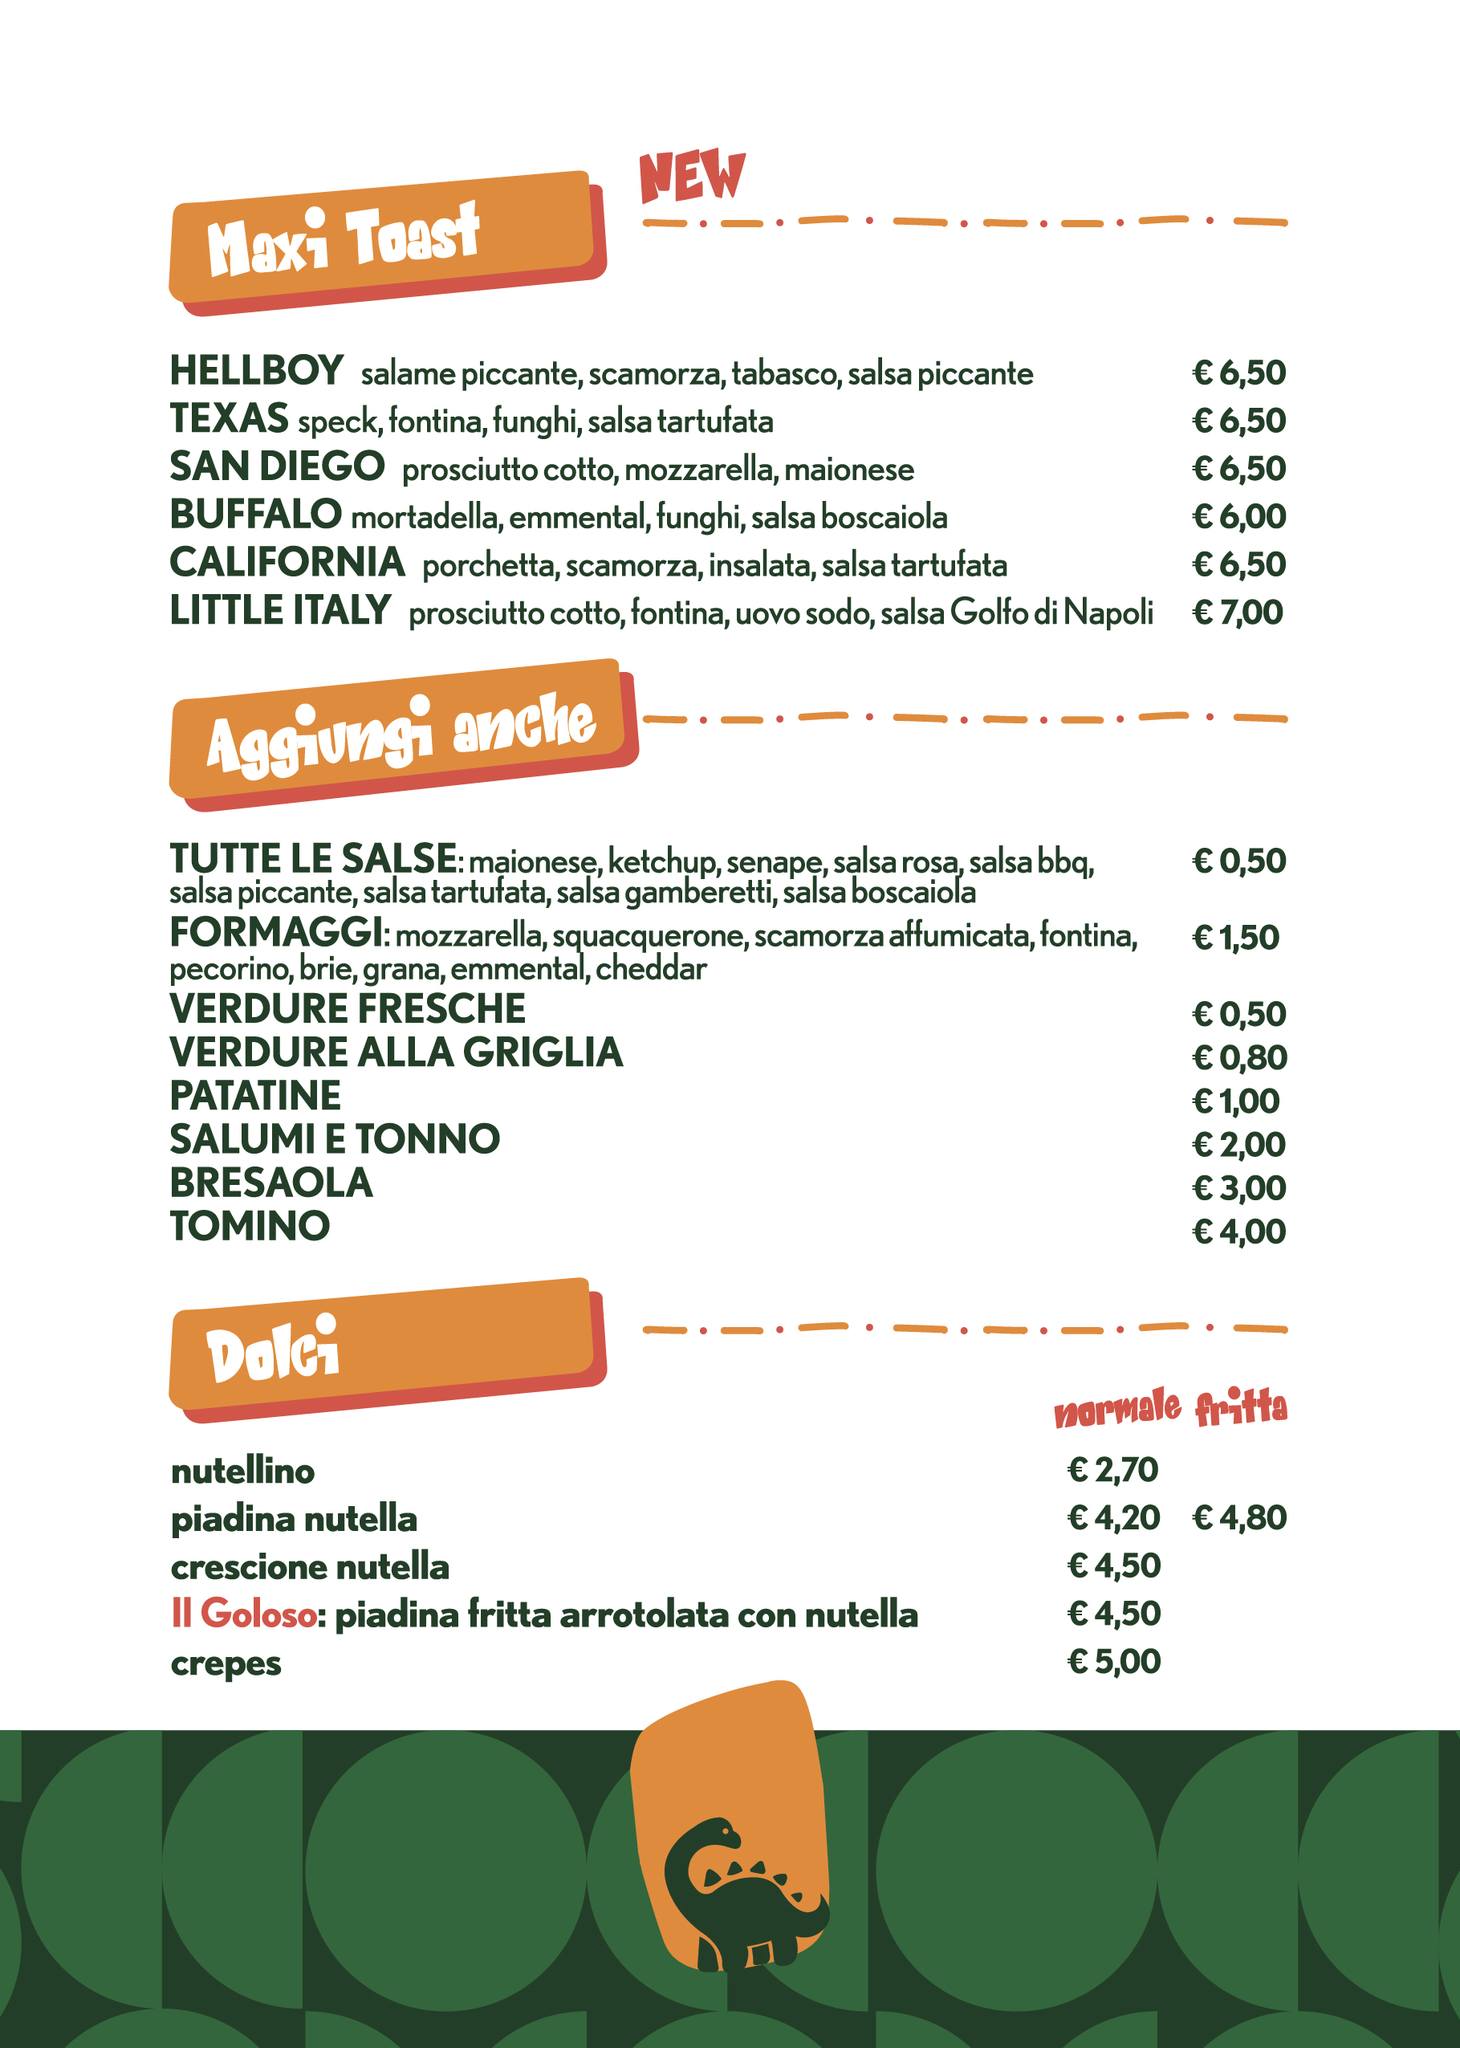 NEW
Maxi Toast
HELLBOY salame piccante, scamorza, tabasco, salsa piccante € 6,50
TEXAS speck, fontina, funghi, salsa tartufata € 6,50
SAN DIEGO prosciutto cotto, mozzarella, maionese € 6,50
BUFFALO mortadella, emmental, funghi, salsa boscaiola € 6,00
CALIFORNIA porchetta, scamorza, insalata, salsa tartufata € 6,50
LITTLE ITALY prosciutto cotto, fontina, uovo sodo, salsa Golfo di Napoli € 7,00
Aggiungi anche
TUTTE LE SALSE: maionese, ketchup, senape, salsa rosa, salsa bbq, € 0,50
salsa piccante, salsa tartufata, salsa gamberetti, salsa boscaiola
FORMAGGI: mozzarella, squacquerone, scamorza affumicata, fontina, € 1,50
pecorino, brie, grana, emmental, cheddar
VERDURE FRESCHE € 0,50
VERDURE ALLA GRIGLIA € 0,80
PATATINE € 1,00
SALUMI E TONNO € 2,00
BRESAOLA € 3,00
TOMINO € 4,00
Dolci
normale fritta
nutellino € 2,70
piadina nutella € 4,20 € 4,80
crescione nutella € 4,50
Il Goloso: piadina fritta arrotolata con nutella € 4,50
crepes € 5,00